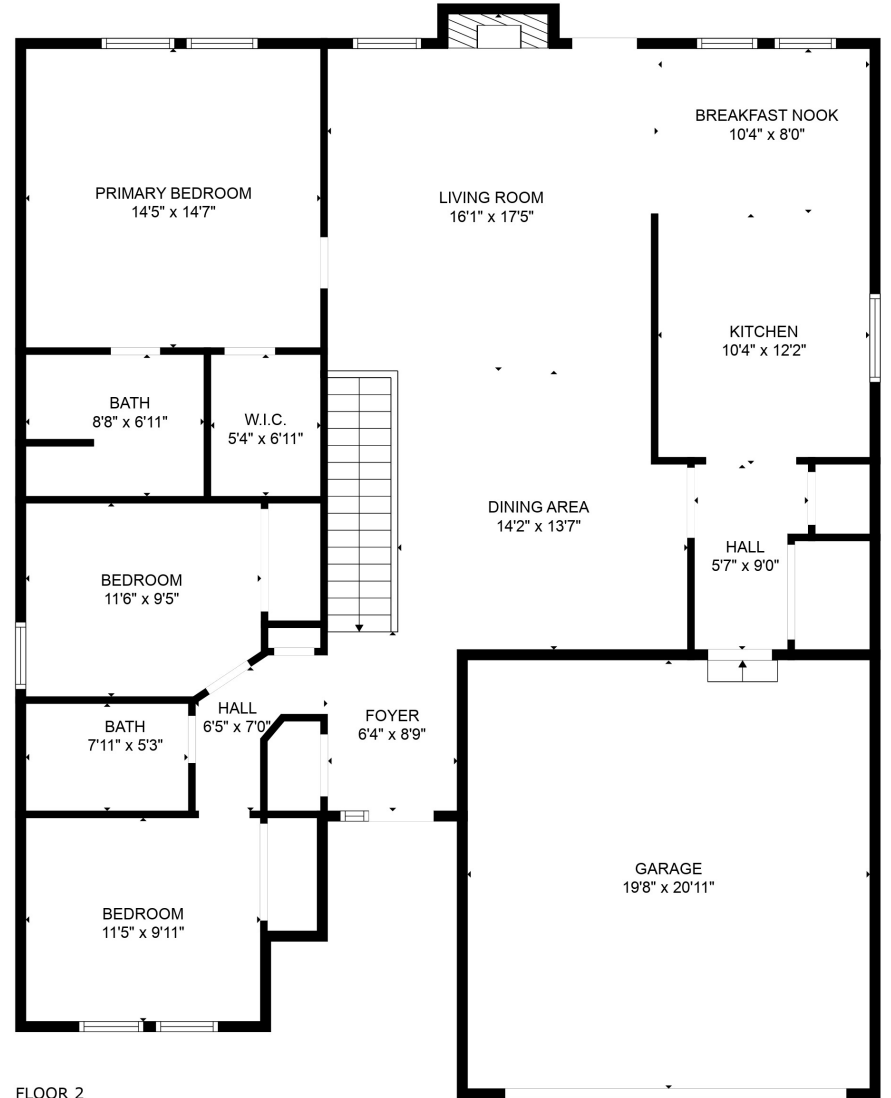 BREAKFAST NOOK
10'4" x 8'0"
PRIMARY BEDROOM
14'5" x 14'7"
LIVING ROOM
16'1" x 17'5"
KITCHEN
10'4" x 12'2"
BATH
8'8" x 6'11"
W.I.C.
5'4" x 6'11"
DINING AREA
14'2" x 13'7"
HALL
5'7" x 9'0"
BEDROOM
11'6" x 9'5"
HALL
6'5" x 7'0"
BATH
7'11" x 5'3"
FOYER
6'4" x 8'9"
GARAGE
19'8" x 20'11"
BEDROOM
11'5" x 9'11"
FLOOR 2